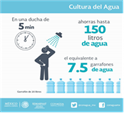 Cultura del Agua
En una ducha de
5 min
ahorras hasta
150
litros
de agua
el equivalente a
7.5 garrafones
de agua